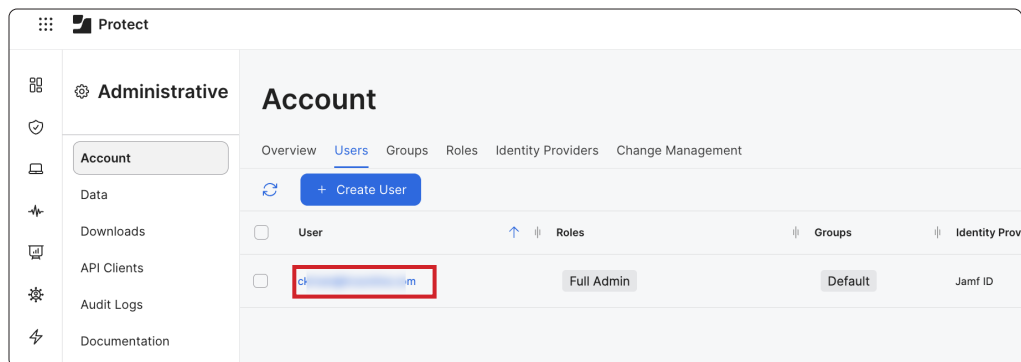 Protect
Administrative
Account
Data
Downloads
API Clients
Audit Logs
Documentation
Account
Overview Users Groups Roles Identity Providers Change Management
+ Create User
User Roles Groups Identity Prov
Full Admin Default Jamf ID